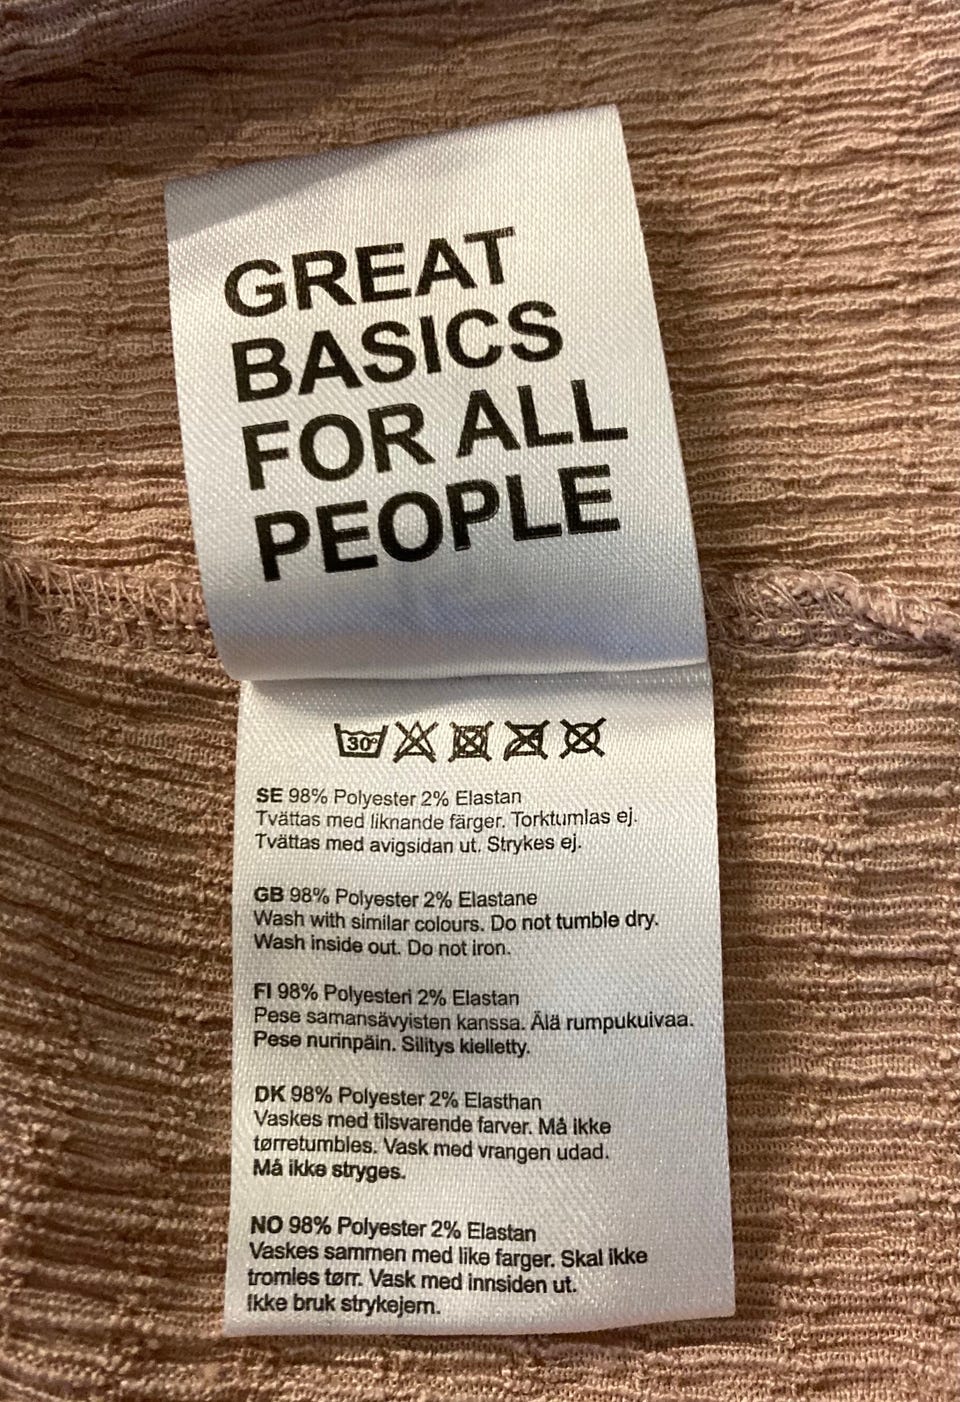 GREAT
BASICS
FOR ALL
PEOPLE
30°
SE 98% Polyester 2% Elastan
Tvättas med liknande färger. Torktumlas ej.
Tvättas med avigsidan ut. Strykes ej.
GB 98% Polyester 2% Elastane
Wash with similar colours. Do not tumble dry.
Wash inside out. Do not iron.
FI 98% Polyesteri 2% Elastan
Pese samansävyisten kanssa. Älä rumpukuivaa.
Pese nurinpäin. Silitys kielletty.
DK 98% Polyester 2% Elasthan
Vaskes med tilsvarende farver. Må ikke
tørretumbles. Vask med vrangen udad.
Må ikke stryges.
NO 98% Polyester 2% Elastan
Vaskes sammen med like farger. Skal ikke
tromles tørr. Vask med innsiden ut.
Ikke bruk strykejern.